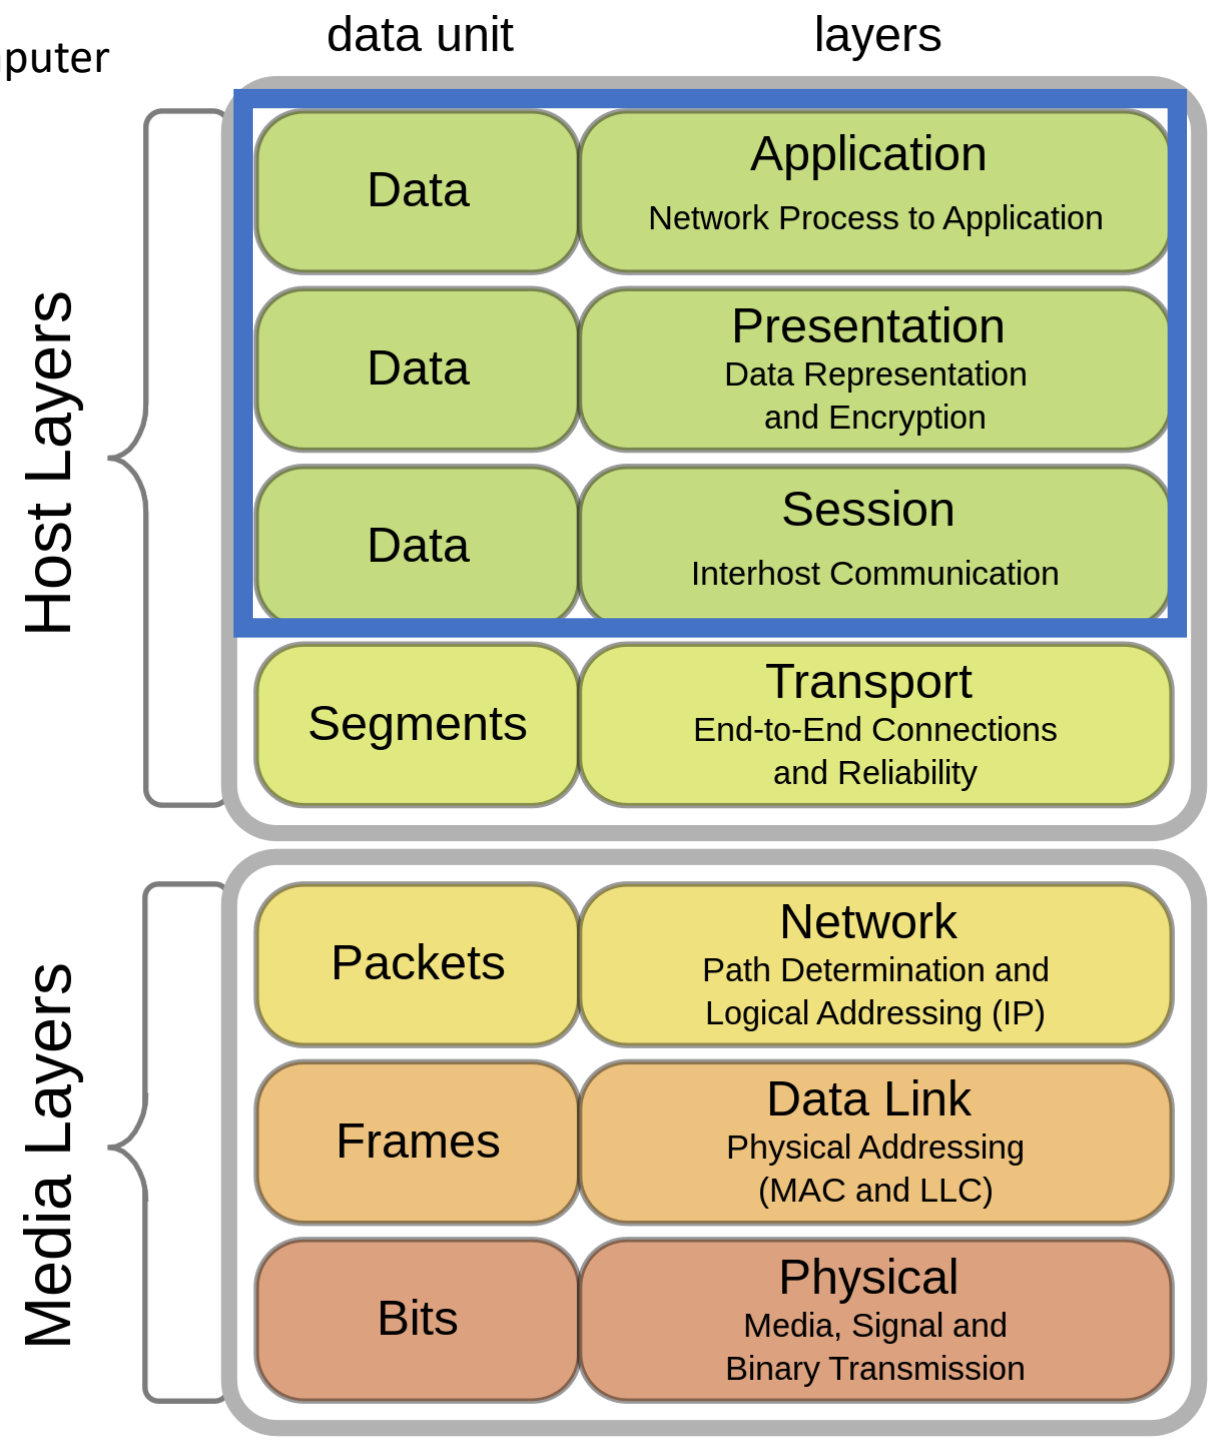 data unit
layers
Host Layers
Data
Application
Network Process to Application
Data
Presentation
Data Representation
and Encryption
Data
Session
Interhost Communication
Segments
Transport
End-to-End Connections
and Reliability
Media Layers
Packets
Network
Path Determination and
Logical Addressing (IP)
Frames
Data Link
Physical Addressing
(MAC and LLC)
Bits
Physical
Media, Signal and
Binary Transmission